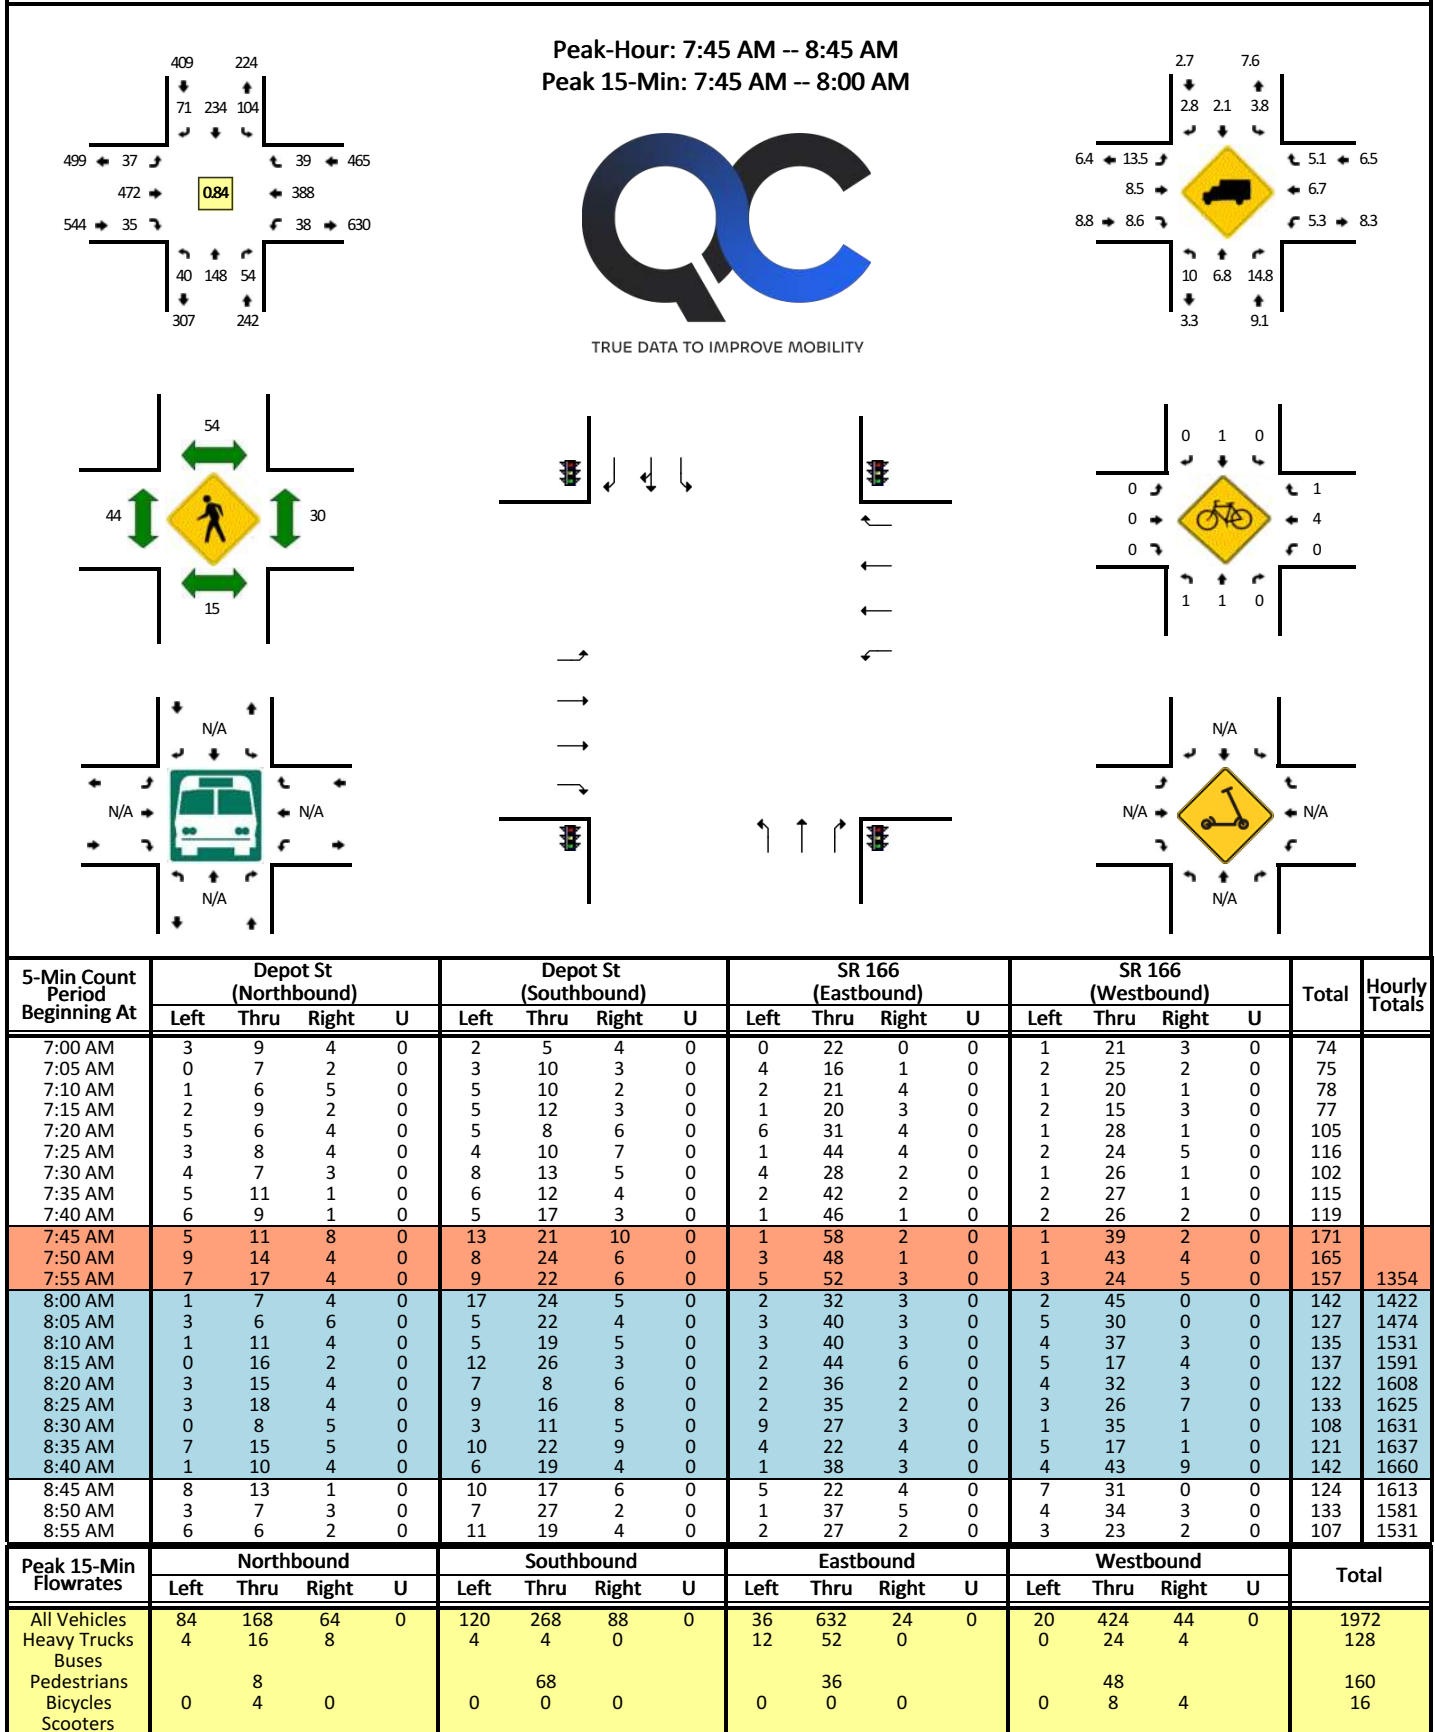 Peak-Hour: 7:45 AM -- 8:45 AM
Peak 15-Min: 7:45 AM -- 8:00 AM
409 224
71 234 104
499 37 39 465
472 0.84 388
544 35 38 630
40 148 54
307 242
QC
TRUE DATA TO IMPROVE MOBILITY
2.7 7.6
2.8 2.1 3.8
6.4 13.5 5.1 6.5
8.5 6.7
8.8 8.6 5.3 8.3
10 6.8 14.8
3.3 9.1
54
44 30
15
0 1 0
0 1
0 4
0 0
1 1 0
N/A
N/A N/A
N/A
N/A
N/A N/A
N/A
5-Min Count Depot St Depot St SR 166 SR 166 Total Hourly
Period (Northbound) (Southbound) (Eastbound) (Westbound) Totals
Beginning At Left Thru Right U Left Thru Right U Left Thru Right U Left Thru Right U
7:00 AM 3 9 4 0 2 5 4 0 0 22 0 0 1 21 3 0 74
7:05 AM 0 7 2 0 3 10 3 0 4 16 1 0 2 25 2 0 75
7:10 AM 1 6 5 0 5 10 2 0 2 21 4 0 1 20 1 0 78
7:15 AM 2 9 2 0 5 12 3 0 1 20 3 0 2 15 3 0 77
7:20 AM 5 6 4 0 5 8 6 0 6 31 4 0 1 28 1 0 105
7:25 AM 3 8 4 0 4 10 7 0 1 44 4 0 2 24 5 0 116
7:30 AM 4 7 3 0 8 13 5 0 4 28 2 0 1 26 1 0 102
7:35 AM 5 11 1 0 6 12 4 0 2 42 2 0 2 27 1 0 115
7:40 AM 6 9 1 0 5 17 3 0 1 46 1 0 2 26 2 0 119
7:45 AM 5 11 8 0 13 21 10 0 1 58 2 0 1 39 2 0 171
7:50 AM 9 14 4 0 8 24 6 0 3 48 1 0 1 43 4 0 165
7:55 AM 7 17 4 0 9 22 6 0 5 52 3 0 3 24 5 0 157 1354
8:00 AM 1 7 4 0 17 24 5 0 2 32 3 0 2 45 0 0 142 1422
8:05 AM 3 6 6 0 5 22 4 0 3 40 3 0 5 30 0 0 127 1474
8:10 AM 1 11 4 0 5 19 5 0 3 40 3 0 4 37 3 0 135 1531
8:15 AM 0 16 2 0 12 26 3 0 2 44 6 0 5 17 4 0 137 1591
8:20 AM 3 15 4 0 7 8 6 0 2 36 2 0 4 32 3 0 122 1608
8:25 AM 3 18 4 0 9 16 8 0 2 35 2 0 3 26 7 0 133 1625
8:30 AM 0 8 5 0 3 11 5 0 9 27 3 0 1 35 1 0 108 1631
8:35 AM 7 15 5 0 10 22 9 0 4 22 4 0 5 17 1 0 121 1637
8:40 AM 1 10 4 0 6 19 4 0 1 38 3 0 4 43 9 0 142 1660
8:45 AM 8 13 1 0 10 17 6 0 5 22 4 0 7 31 0 0 124 1613
8:50 AM 3 7 3 0 7 27 2 0 1 37 5 0 4 34 3 0 133 1581
8:55 AM 6 6 2 0 11 19 4 0 2 27 2 0 3 23 2 0 107 1531
Peak 15-Min Northbound Southbound Eastbound Westbound Total
Flowrates Left Thru Right U Left Thru Right U Left Thru Right U Left Thru Right U
All Vehicles 84 168 64 0 120 268 88 0 36 632 24 0 20 424 44 0 1972
Heavy Trucks 4 16 8 4 4 0 12 52 0 0 24 4 128
Buses
Pedestrians 8 68 36 48 160
Bicycles 0 4 0 0 0 0 0 0 0 0 8 4 16
Scooters